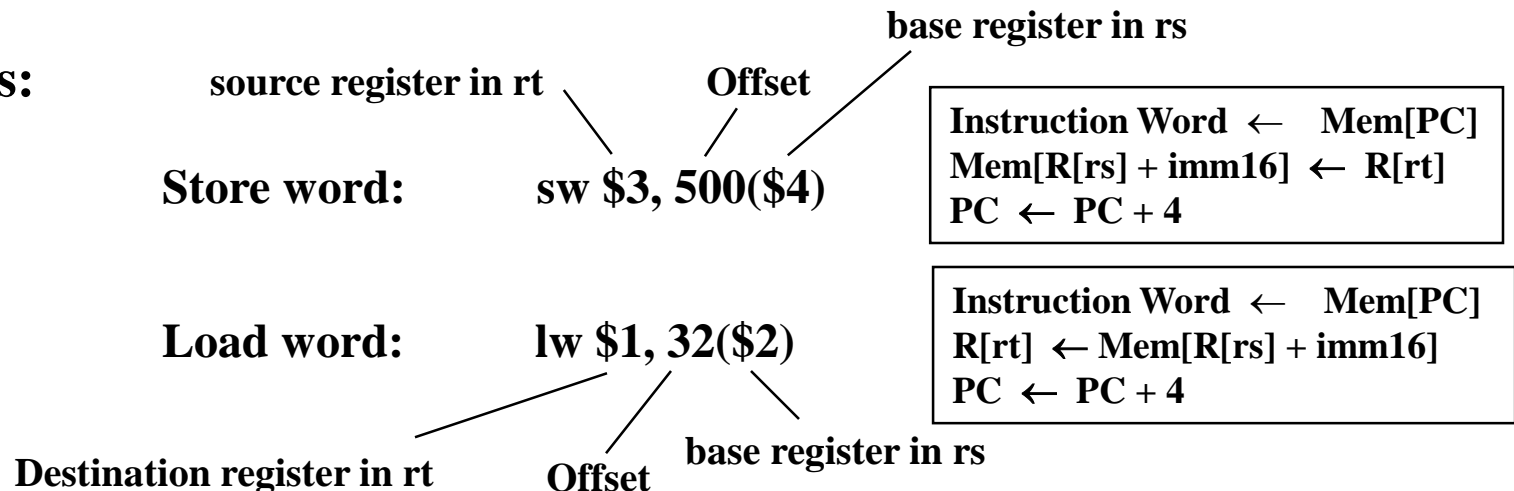 base register in rs
s: source register in rt Offset
Instruction Word ← Mem[PC]
Mem[R[rs] + imm16] ← R[rt]
PC ← PC + 4
Store word: sw $3, 500($4)
Instruction Word ← Mem[PC]
R[rt] ← Mem[R[rs] + imm16]
PC ← PC + 4
Load word: lw $1, 32($2)
Destination register in rt Offset base register in rs